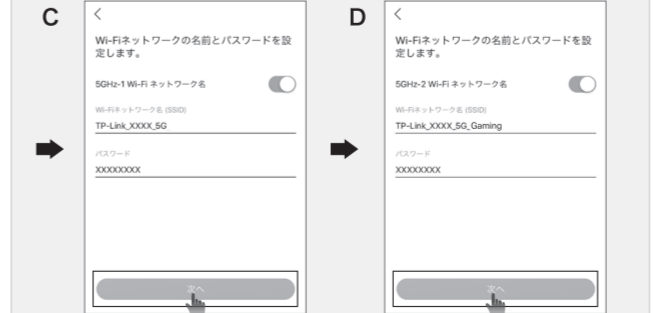 C
Wi-Fiネットワークの名前とパスワードを設
定します。
5GHz-1 Wi-Fi ネットワーク名
Wi-Fiネットワーク名 (SSID)
TP-Link_XXXX_5G
パスワード
XXXXXXXX
次へ
D
Wi-Fiネットワークの名前とパスワードを設
定します。
5GHz-2 Wi-Fi ネットワーク名
Wi-Fiネットワーク名 (SSID)
TP-Link_XXXX_5G_Gaming
パスワード
XXXXXXXX
次へ